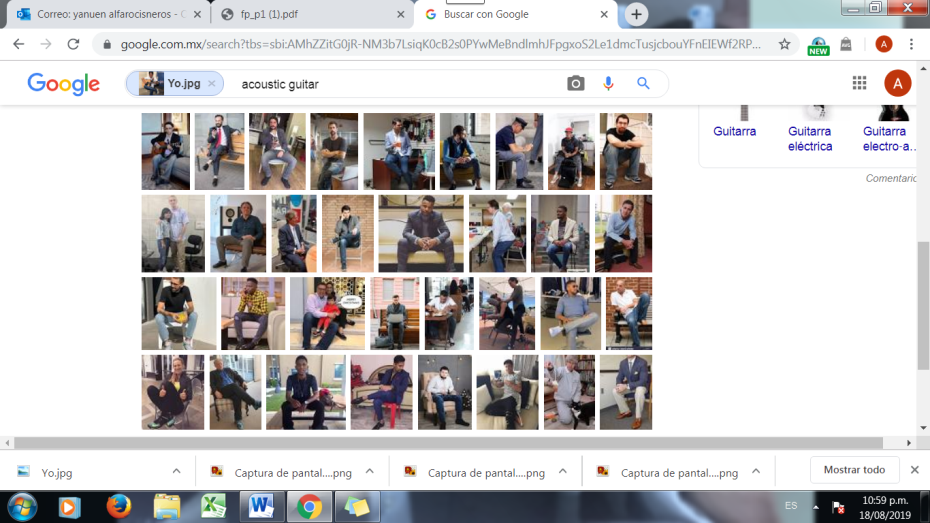 Correo: yanuen alfarocisneros - C
fp_p1 (1).pdf
Buscar con Google
google.com.mx/search?tbs=sbi:AMhZZitG0jR-NM3b7LsiqK0cB2s0PYwMeBndlmhJFpgxoS2Le1dmcTusjcbouYFnEIEWf2RP...
NEW
A
Google
Yo.jpg
acoustic guitar
A
Guitarra
Guitarra
eléctrica
Guitarra
electro-a...
Comentario
Yo.jpg
Captura de pantal....png
Captura de pantal....png
Captura de pantal....png
Mostrar todo
ES
10:59 p.m.
18/08/2019